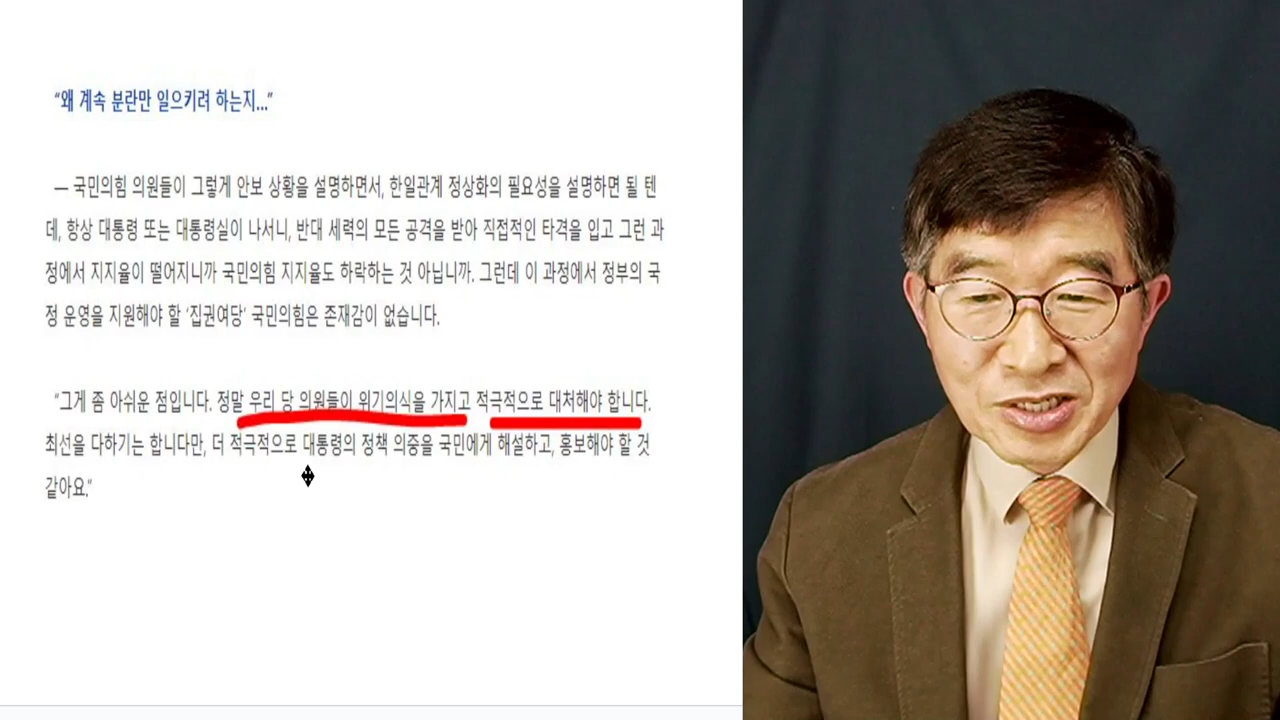 “왜 계속 분란만 일으키려 하는지...”
— 국민의힘 의원들이 그렇게 안보 상황을 설명하면서, 한일관계 정상화의 필요성을 설명하면 될 텐
데, 항상 대통령 또는 대통령실이 나서니, 반대 세력의 모든 공격을 받아 직접적인 타격을 입고 그런 과
정에서 지지율이 떨어지니까 국민의힘 지지율도 하락하는 것 아닙니까. 그런데 이 과정에서 정부의 국
정 운영을 지원해야 할 ‘집권여당’ 국민의힘은 존재감이 없습니다.
“그게 좀 아쉬운 점입니다. 정말 우리 당 의원들이 위기의식을 가지고 적극적으로 대처해야 합니다.
최선을 다하기는 합니다만, 더 적극적으로 대통령의 정책 의중을 국민에게 해설하고, 홍보해야 할 것
같아요.”